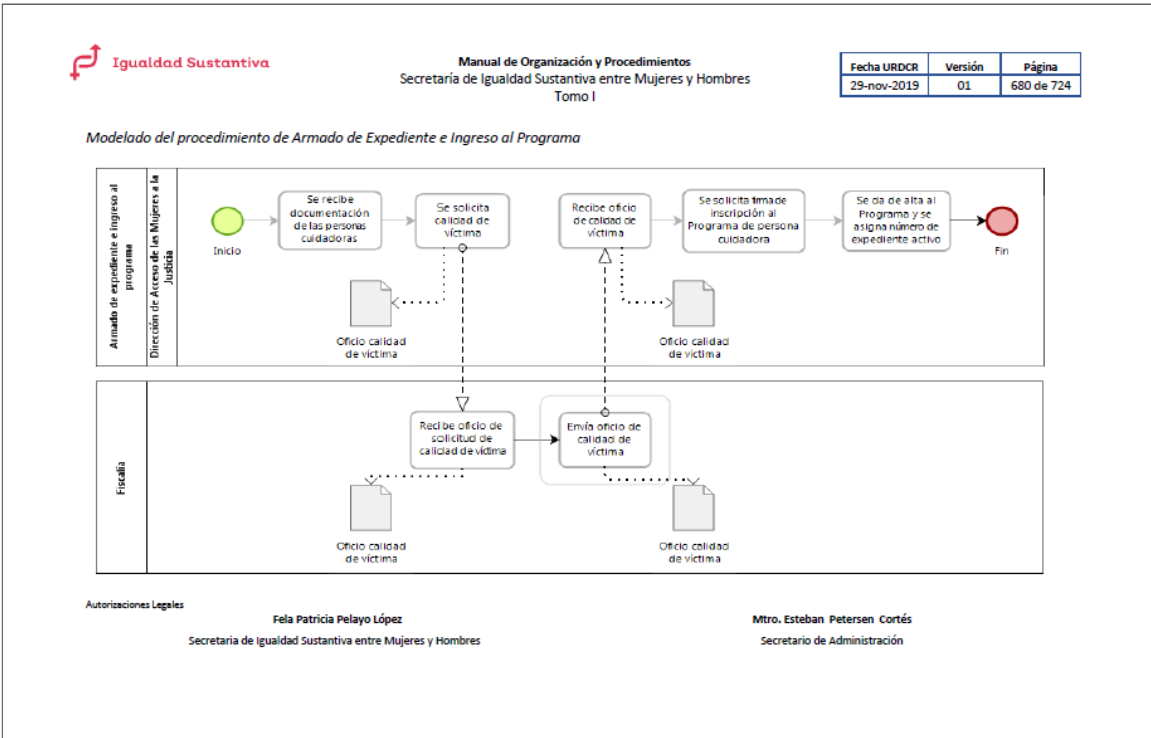 Igualdad Sustantiva
Manual de Organización y Procedimientos
Secretaría de Igualdad Sustantiva entre Mujeres y Hombres
Tomo I
Fecha URDCR Versión Página
29-nov-2019 01 680 de 724
Modelado del procedimiento de Armado de Expediente e Ingreso al Programa
Armado de expediente e ingreso al
programa
Dirección de Acceso de las Mujeres a la
Justicia
Inicio
Se recibe
documentación
de las personas
cuidadoras
Se solicita
calidad de
víctima
Recibe oficio
de calidad de
víctima
Se solicita firma de
inscripción al
Programa de persona
cuidadora
Se da de alta al
Programa y se
asigna número de
expediente activo
Fin
Oficio calidad
de víctima
Oficio calidad
de víctima
Fiscalía
Recibe oficio de
solicitud de
calidad de víctima
Envía oficio de
calidad de
víctima
Oficio calidad
de víctima
Oficio calidad
de víctima
Autorizaciones Legales
Fela Patricia Pelayo López
Secretaria de Igualdad Sustantiva entre Mujeres y Hombres
Mtro. Esteban Petersen Cortés
Secretario de Administración